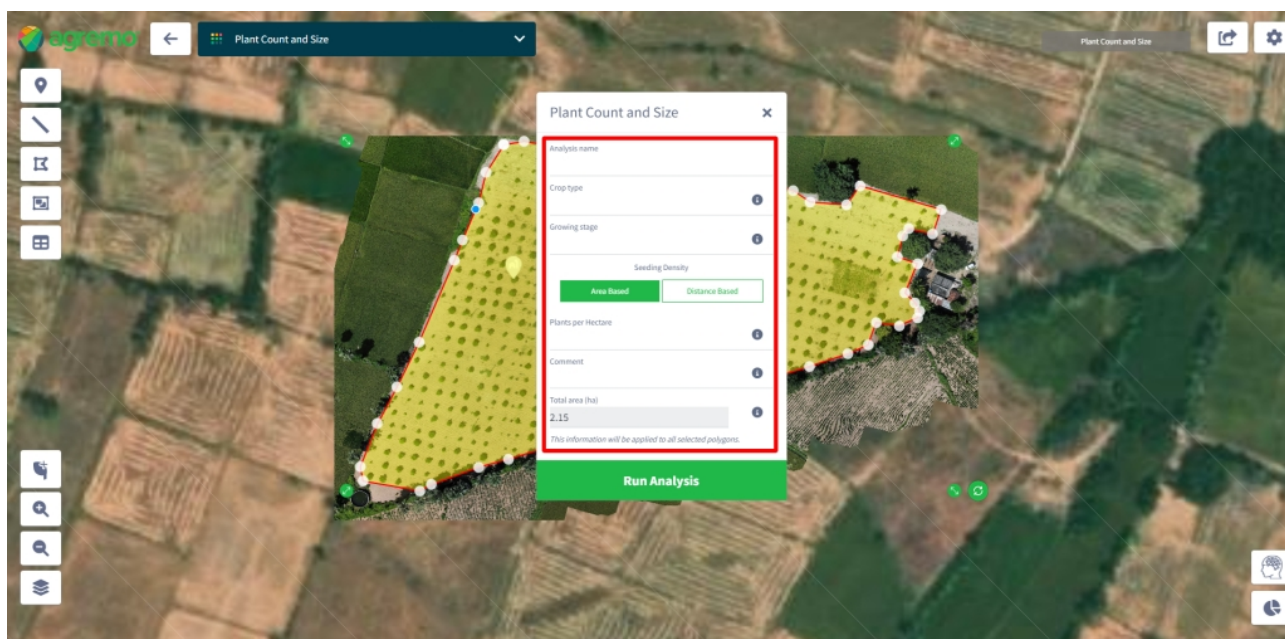 agremo
Plant Count and Size
Plant Count and Size
Plant Count and Size
Analysis name
Crop type
Growing stage
Seeding Density
Area Based
Distance Based
Plants per Hectare
Comment
Total area (ha)
2.15
This information will be applied to all selected polygons.
Run Analysis